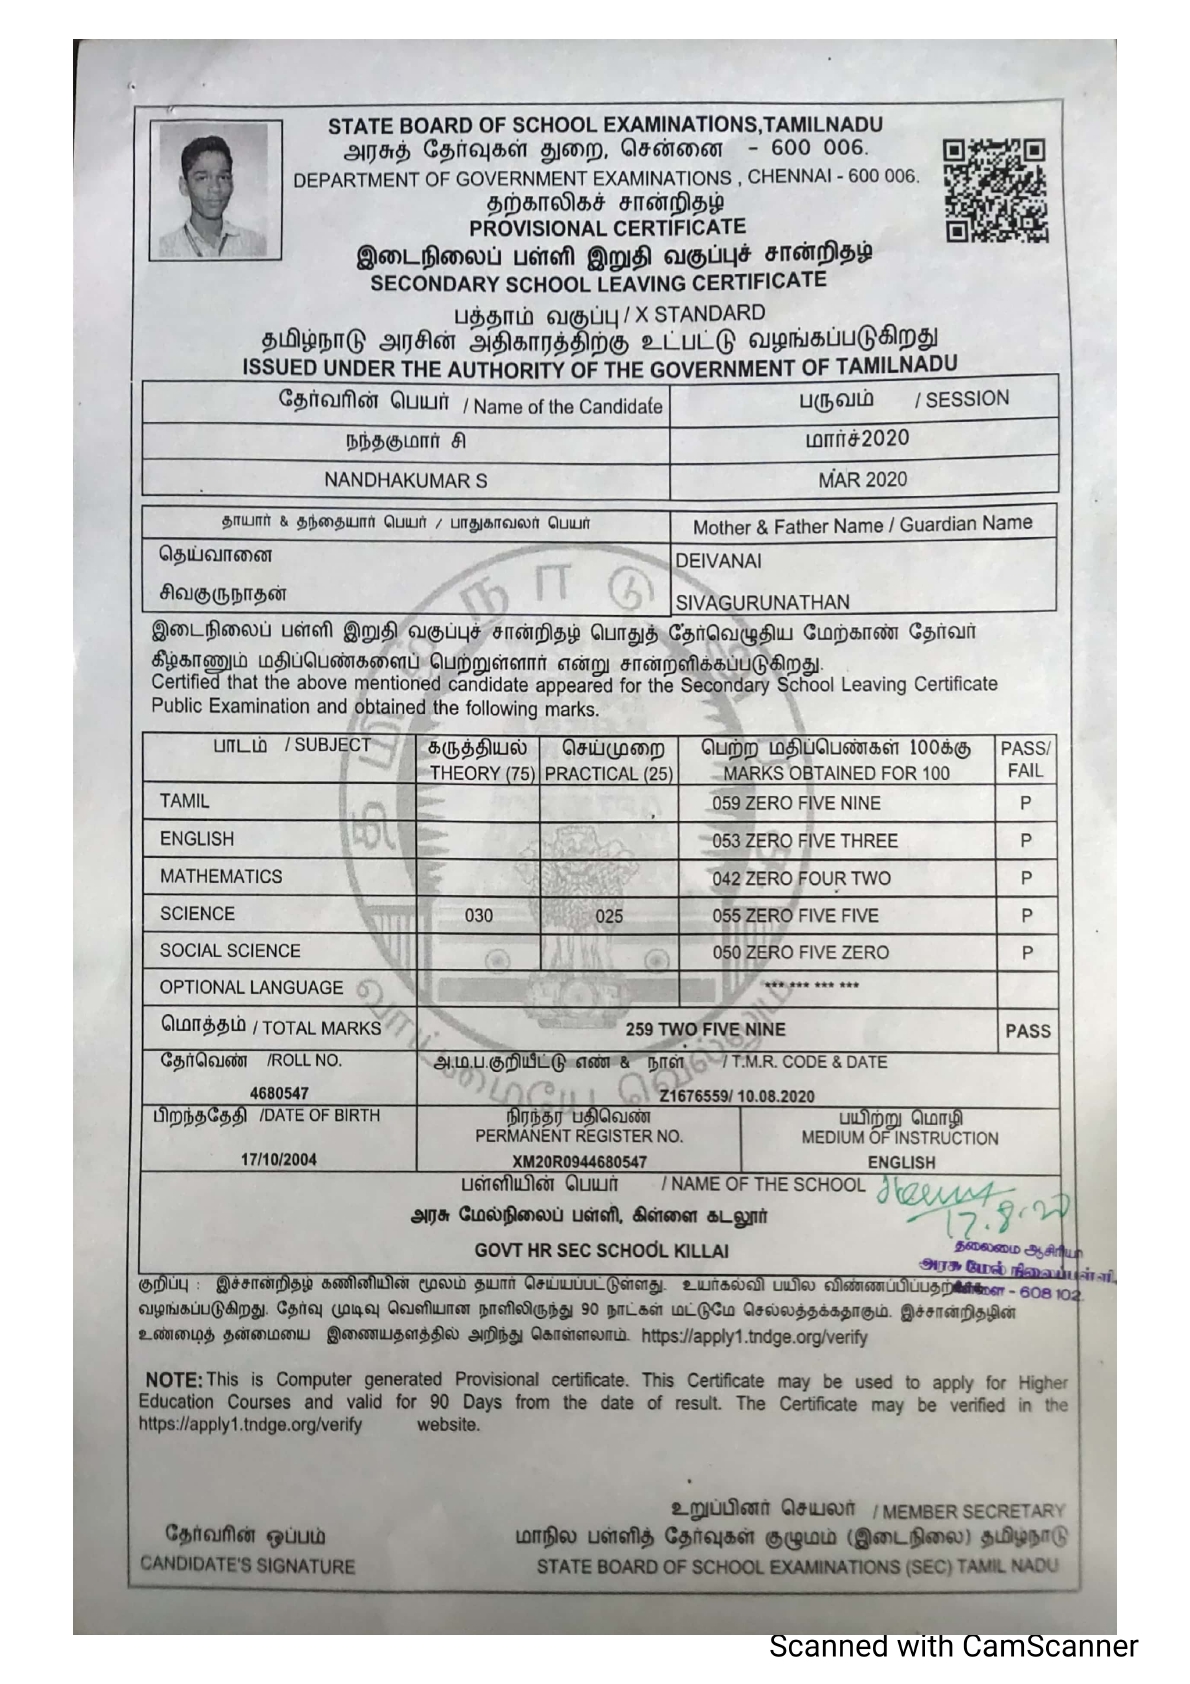 STATE BOARD OF SCHOOL EXAMINATIONS,TAMILNADU
அரசுத் தேர்வுகள் துறை, சென்னை - 600 006.
DEPARTMENT OF GOVERNMENT EXAMINATIONS , CHENNAI - 600 006.
தற்காலிகச் சான்றிதழ்
PROVISIONAL CERTIFICATE
இடைநிலைப் பள்ளி இறுதி வகுப்புச் சான்றிதழ்
SECONDARY SCHOOL LEAVING CERTIFICATE
பத்தாம் வகுப்பு / X STANDARD
தமிழ்நாடு அரசின் அதிகாரத்திற்கு உட்பட்டு வழங்கப்படுகிறது
ISSUED UNDER THE AUTHORITY OF THE GOVERNMENT OF TAMILNADU
தேர்வரின் பெயர் / Name of the Candidate பருவம் / SESSION
நந்தகுமார் சி மார்ச்2020
NANDHAKUMAR S MAR 2020
தாயார் & தந்தையார் பெயர் / பாதுகாவலர் பெயர் Mother & Father Name / Guardian Name
தெய்வானை DEIVANAI
சிவகுருநாதன் SIVAGURUNATHAN
இடைநிலைப் பள்ளி இறுதி வகுப்புச் சான்றிதழ் பொதுத் தேர்வெழுதிய மேற்காண் தேர்வர்
கீழ்காணும் மதிப்பெண்களைப் பெற்றுள்ளார் என்று சான்றளிக்கப்படுகிறது.
Certified that the above mentioned candidate appeared for the Secondary School Leaving Certificate
Public Examination and obtained the following marks.
பாடம் / SUBJECT கருத்தியல் செய்முறை பெற்ற மதிப்பெண்கள் 100க்கு PASS/
THEORY (75) PRACTICAL (25) MARKS OBTAINED FOR 100 FAIL
TAMIL 059 ZERO FIVE NINE P
ENGLISH 053 ZERO FIVE THREE P
MATHEMATICS 042 ZERO FOUR TWO P
SCIENCE 030 025 055 ZERO FIVE FIVE P
SOCIAL SCIENCE 050 ZERO FIVE ZERO P
OPTIONAL LANGUAGE *** *** *** ***
மொத்தம் / TOTAL MARKS 259 TWO FIVE NINE PASS
தேர்வெண் /ROLL NO. அ.ம.ப.குறியீட்டு எண் & நாள் / T.M.R. CODE & DATE
4680547 Z1676559/ 10.08.2020
பிறந்ததேதி /DATE OF BIRTH நிரந்தர பதிவெண் பயிற்று மொழி
PERMANENT REGISTER NO. MEDIUM OF INSTRUCTION
17/10/2004 XM20R0944680547 ENGLISH
பள்ளியின் பெயர் / NAME OF THE SCHOOL
அரசு மேல்நிலைப் பள்ளி, கிள்ளை கடலூர்
17.8.20
GOVT HR SEC SCHOOL KILLAI
தலைமை ஆசிரியர்
அரசு மேல்நிலைப்பள்ளி,
- 608 102.
குறிப்பு : இச்சான்றிதழ் கணினியின் மூலம் தயார் செய்யப்பட்டுள்ளது. உயர்கல்வி பயில விண்ணப்பிப்பதற்காக
வழங்கப்படுகிறது. தேர்வு முடிவு வெளியான நாளிலிருந்து 90 நாட்கள் மட்டுமே செல்லத்தக்கதாகும். இச்சான்றிதழின்
உண்மைத் தன்மையை இணையதளத்தில் அறிந்து கொள்ளலாம். https://apply1.tndge.org/verify
NOTE: This is Computer generated Provisional certificate. This Certificate may be used to apply for Higher
Education Courses and valid for 90 Days from the date of result. The Certificate may be verified in the
https://apply1.tndge.org/verify website.
உறுப்பினர் செயலர் / MEMBER SECRETARY
தேர்வரின் ஒப்பம் மாநில பள்ளித் தேர்வுகள் குழுமம் (இடைநிலை) தமிழ்நாடு
CANDIDATE'S SIGNATURE STATE BOARD OF SCHOOL EXAMINATIONS (SEC) TAMIL NADU
Scanned with CamScanner